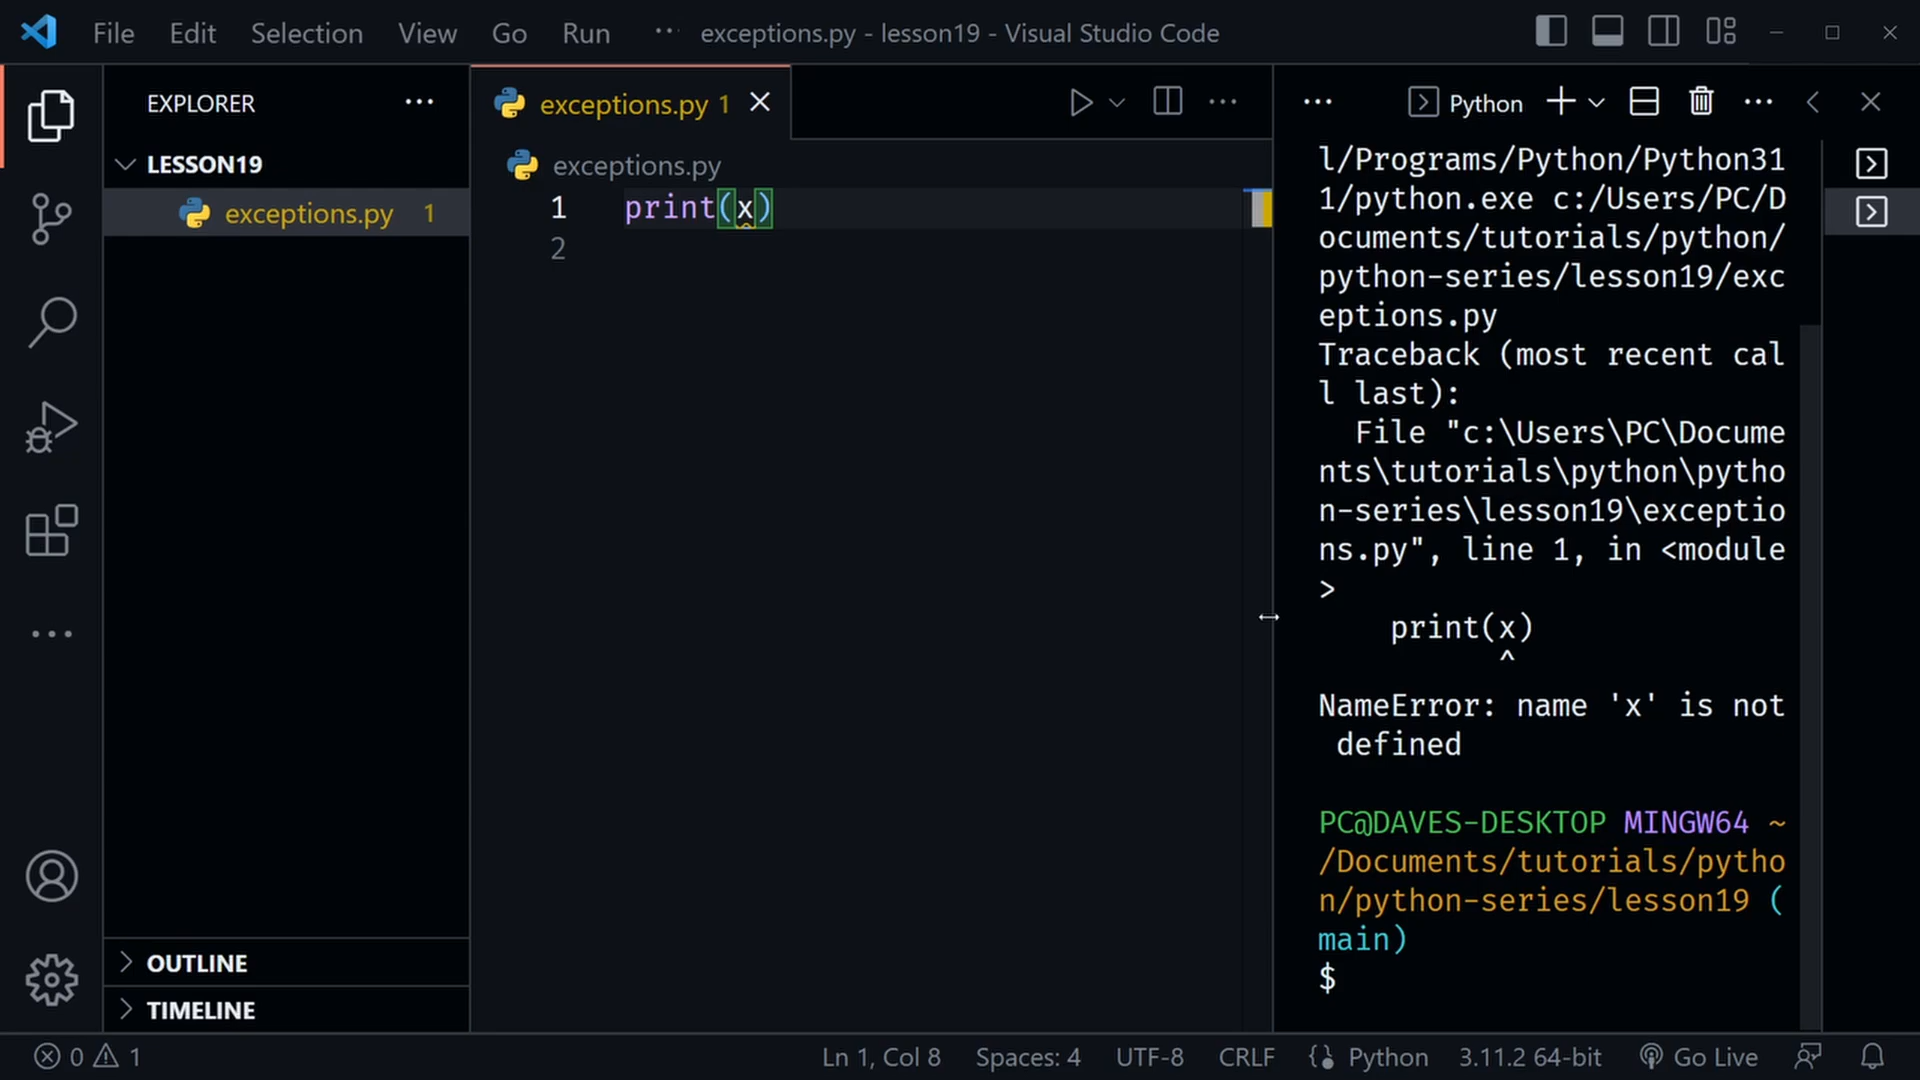 File Edit Selection View Go Run ··· exceptions.py - lesson19 - Visual Studio Code
EXPLORER ···
LESSON19
exceptions.py 1
OUTLINE
TIMELINE
exceptions.py 1
exceptions.py
1 print(x)
2
··· Python ···
l/Programs/Python/Python31
1/python.exe c:/Users/PC/D
ocuments/tutorials/python/
python-series/lesson19/exc
eptions.py
Traceback (most recent cal
l last):
File "c:\Users\PC\Docume
nts\tutorials\python\pytho
n-series\lesson19\exceptio
ns.py", line 1, in <module
>
print(x)
^
NameError: name 'x' is not
defined
PC@DAVES-DESKTOP MINGW64 ~
/Documents/tutorials/pytho
n/python-series/lesson19 (
main)
$
0 1 Ln 1, Col 8 Spaces: 4 UTF-8 CRLF Python 3.11.2 64-bit Go Live